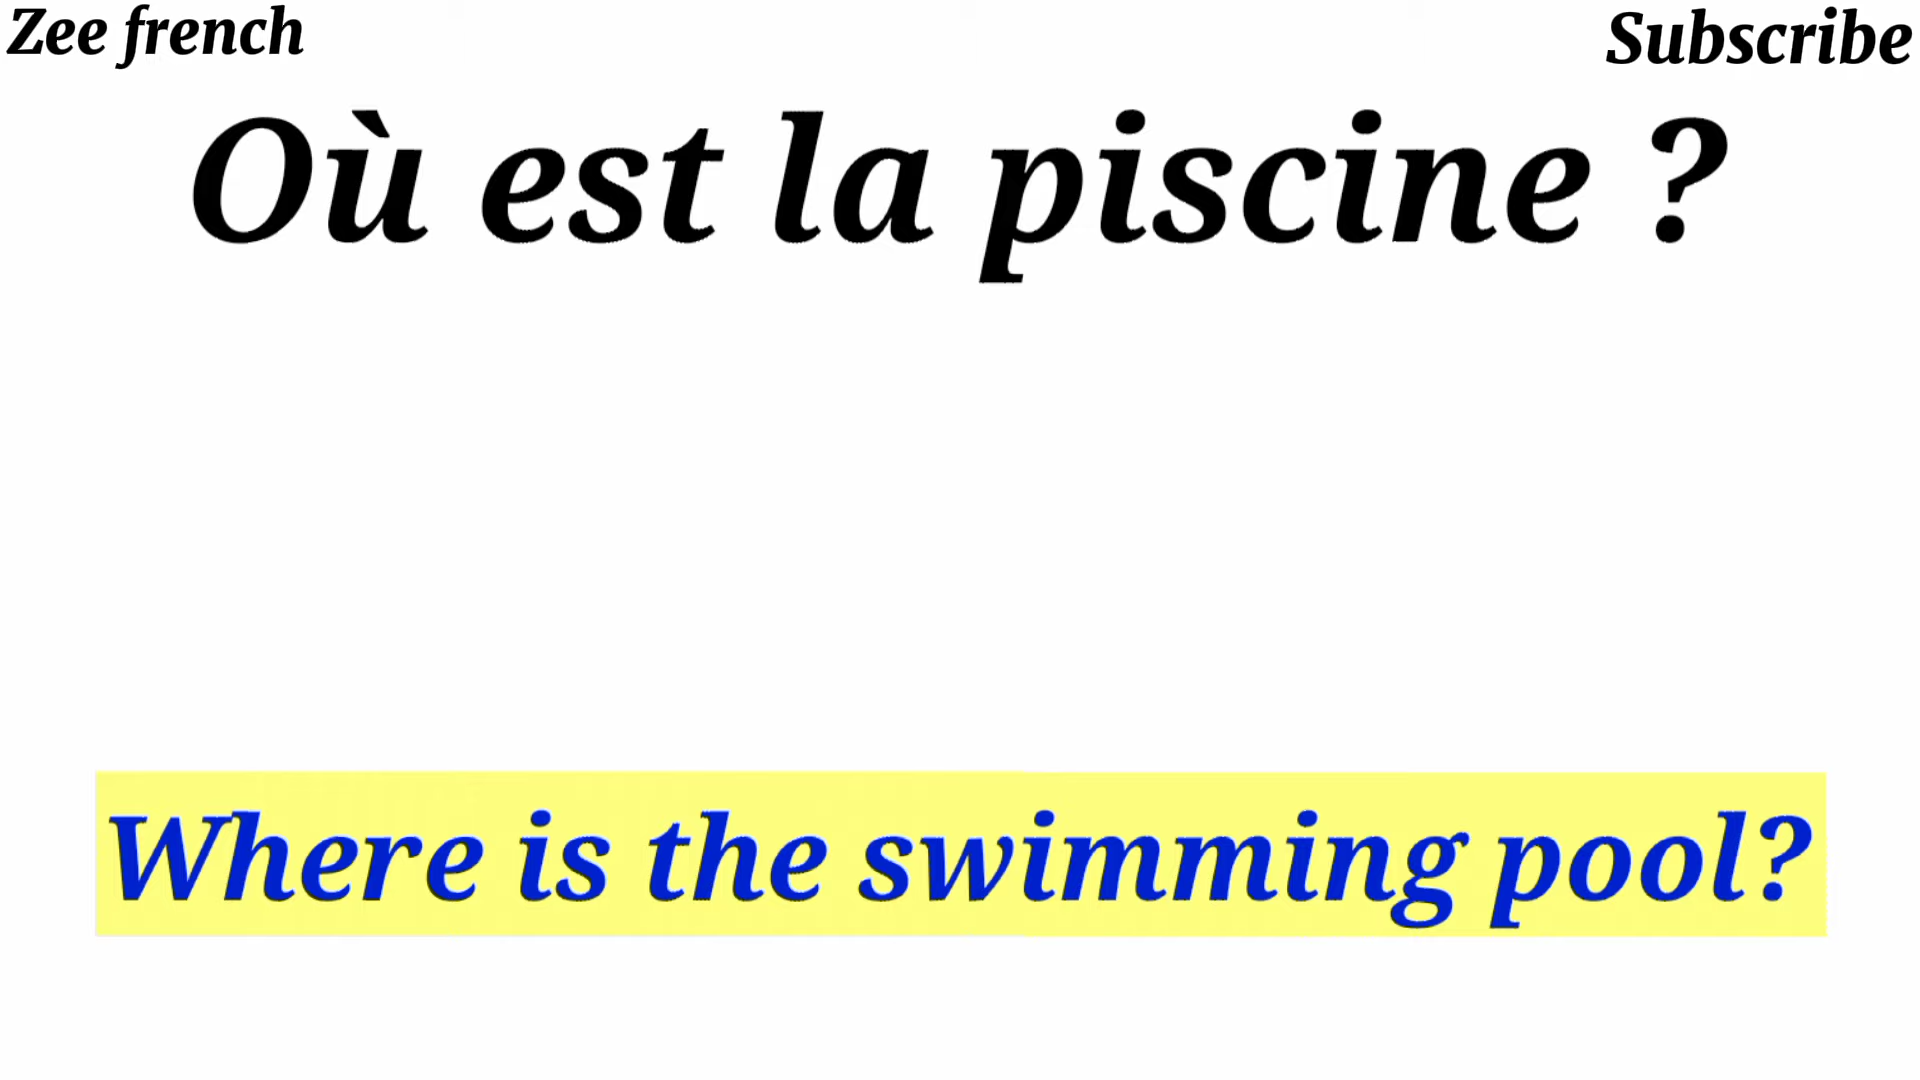 Zee french
Subscribe
Où est la piscine ?
Where is the swimming pool?